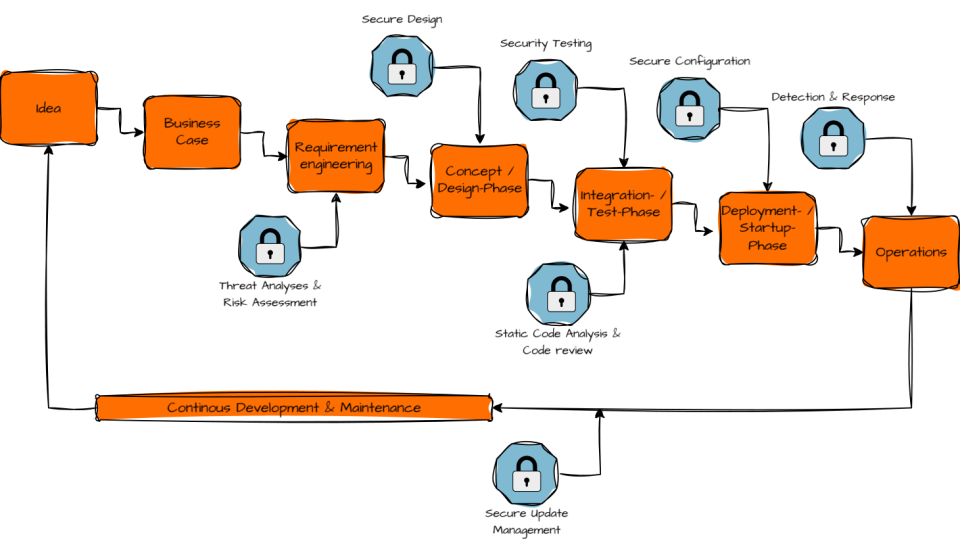 Secure Design
Security Testing
Secure Configuration
Detection & Response
Idea
Business
Case
Requirement
engineering
Concept /
Design-Phase
Integration- /
Test-Phase
Deployment- /
Startup-
Phase
Operations
Threat Analyses &
Risk Assessment
Static Code Analysis &
Code review
Continous Development & Maintenance
Secure Update
Management